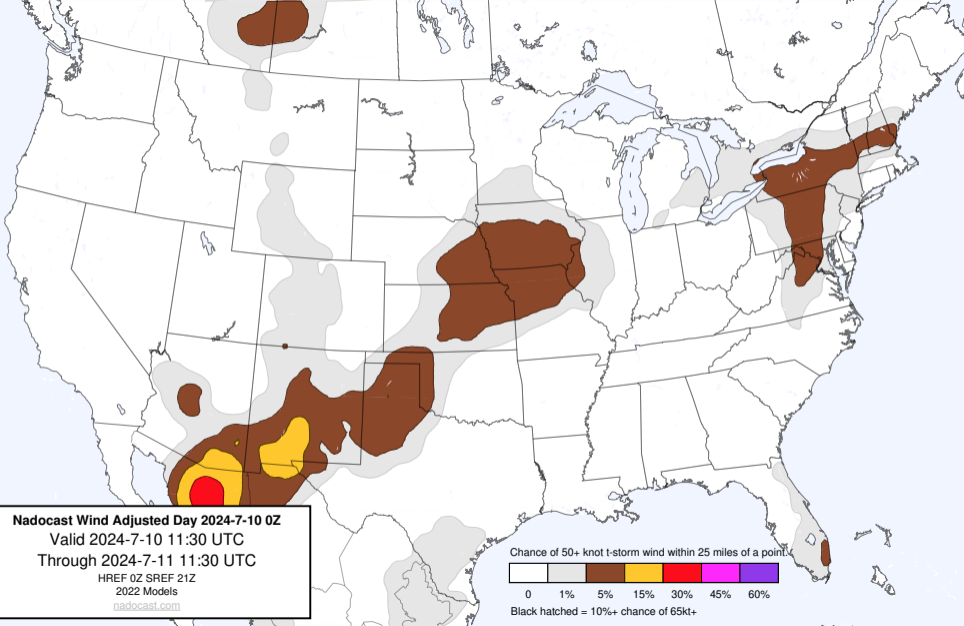 Nadocast Wind Adjusted Day 2024-7-10 0Z
Valid 2024-7-10 11:30 UTC
Through 2024-7-11 11:30 UTC
HREF 0Z SREF 21Z
2022 Models
nadocast.com
Chance of 50+ knot t-storm wind within 25 miles of a point.
0 1% 5% 15% 30% 45% 60%
Black hatched = 10%+ chance of 65kt+